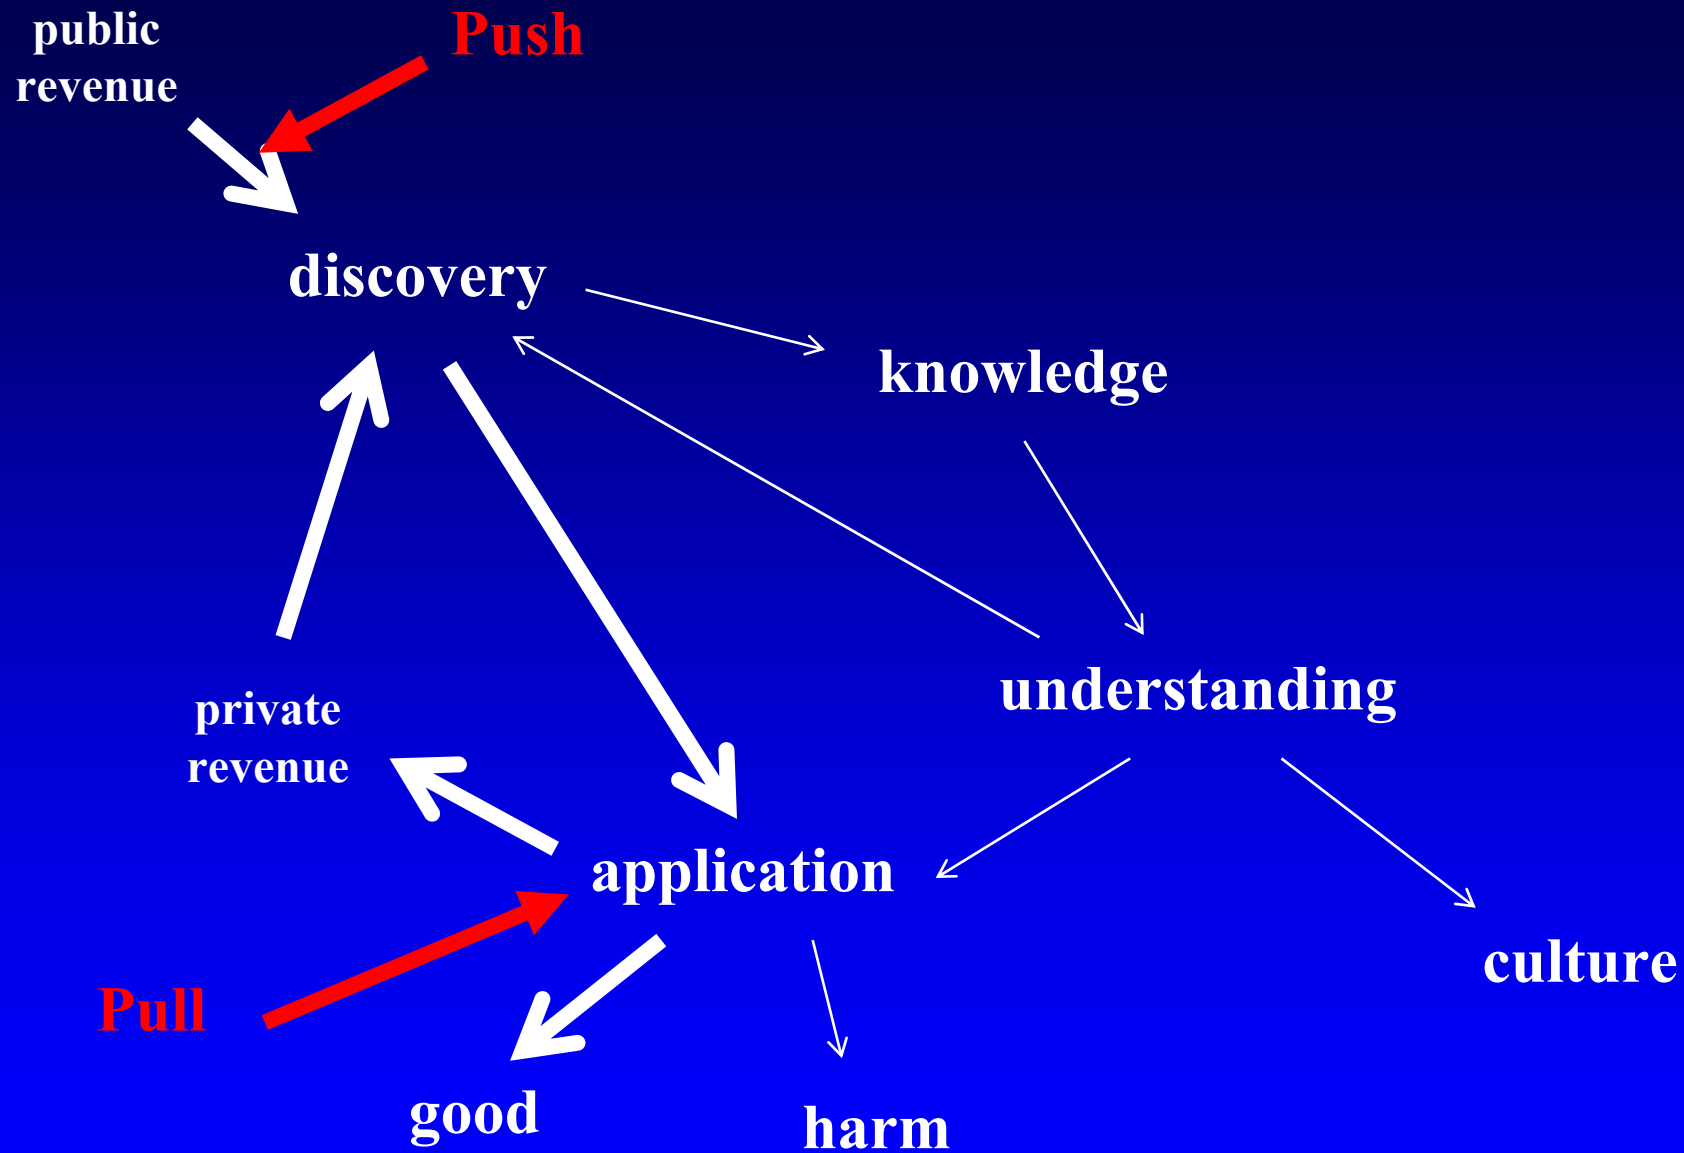 public
revenue
Push
discovery
knowledge
understanding
private
revenue
application
culture
Pull
good
harm